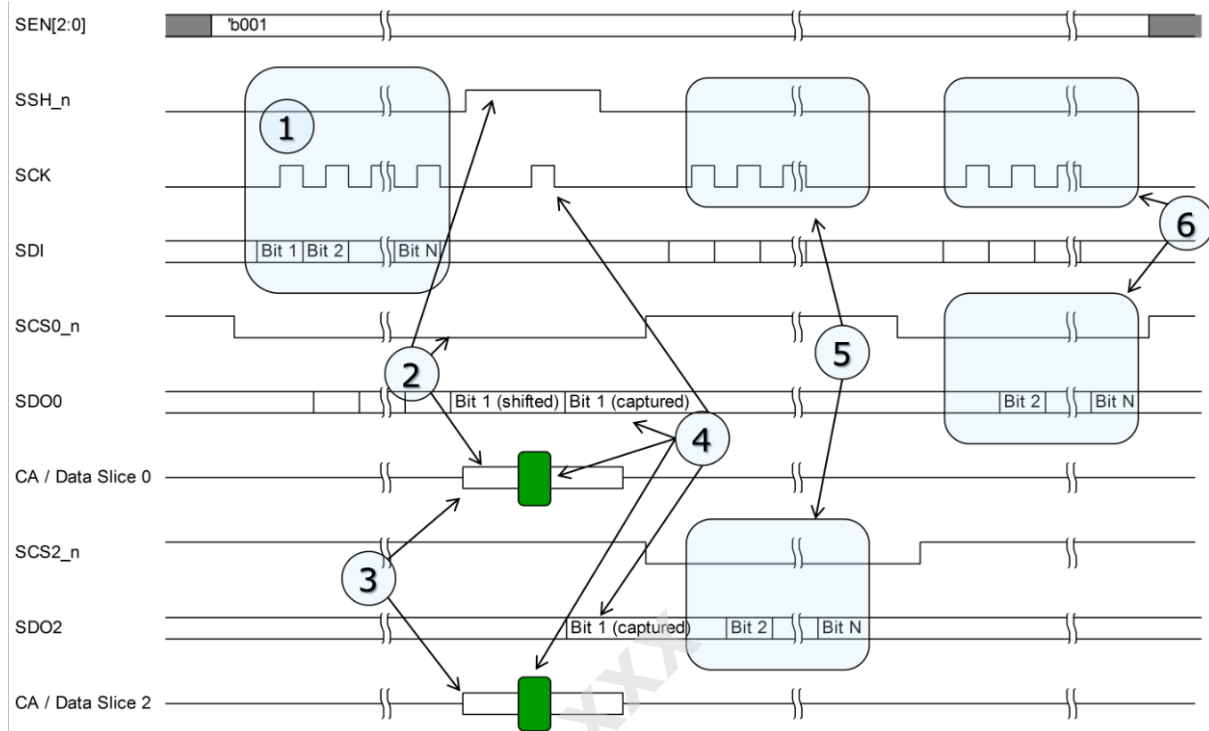 SEN[2:0] 'b001
SSH_n
1
SCK
6
SDI Bit 1 Bit 2 Bit N
SCS0_n
2 5
SDO0 Bit 1 (shifted) Bit 1 (captured) Bit 2 Bit N
4
CA / Data Slice 0
SCS2_n
3
SDO2 Bit 1 (captured) Bit 2 Bit N
CA / Data Slice 2
xxx